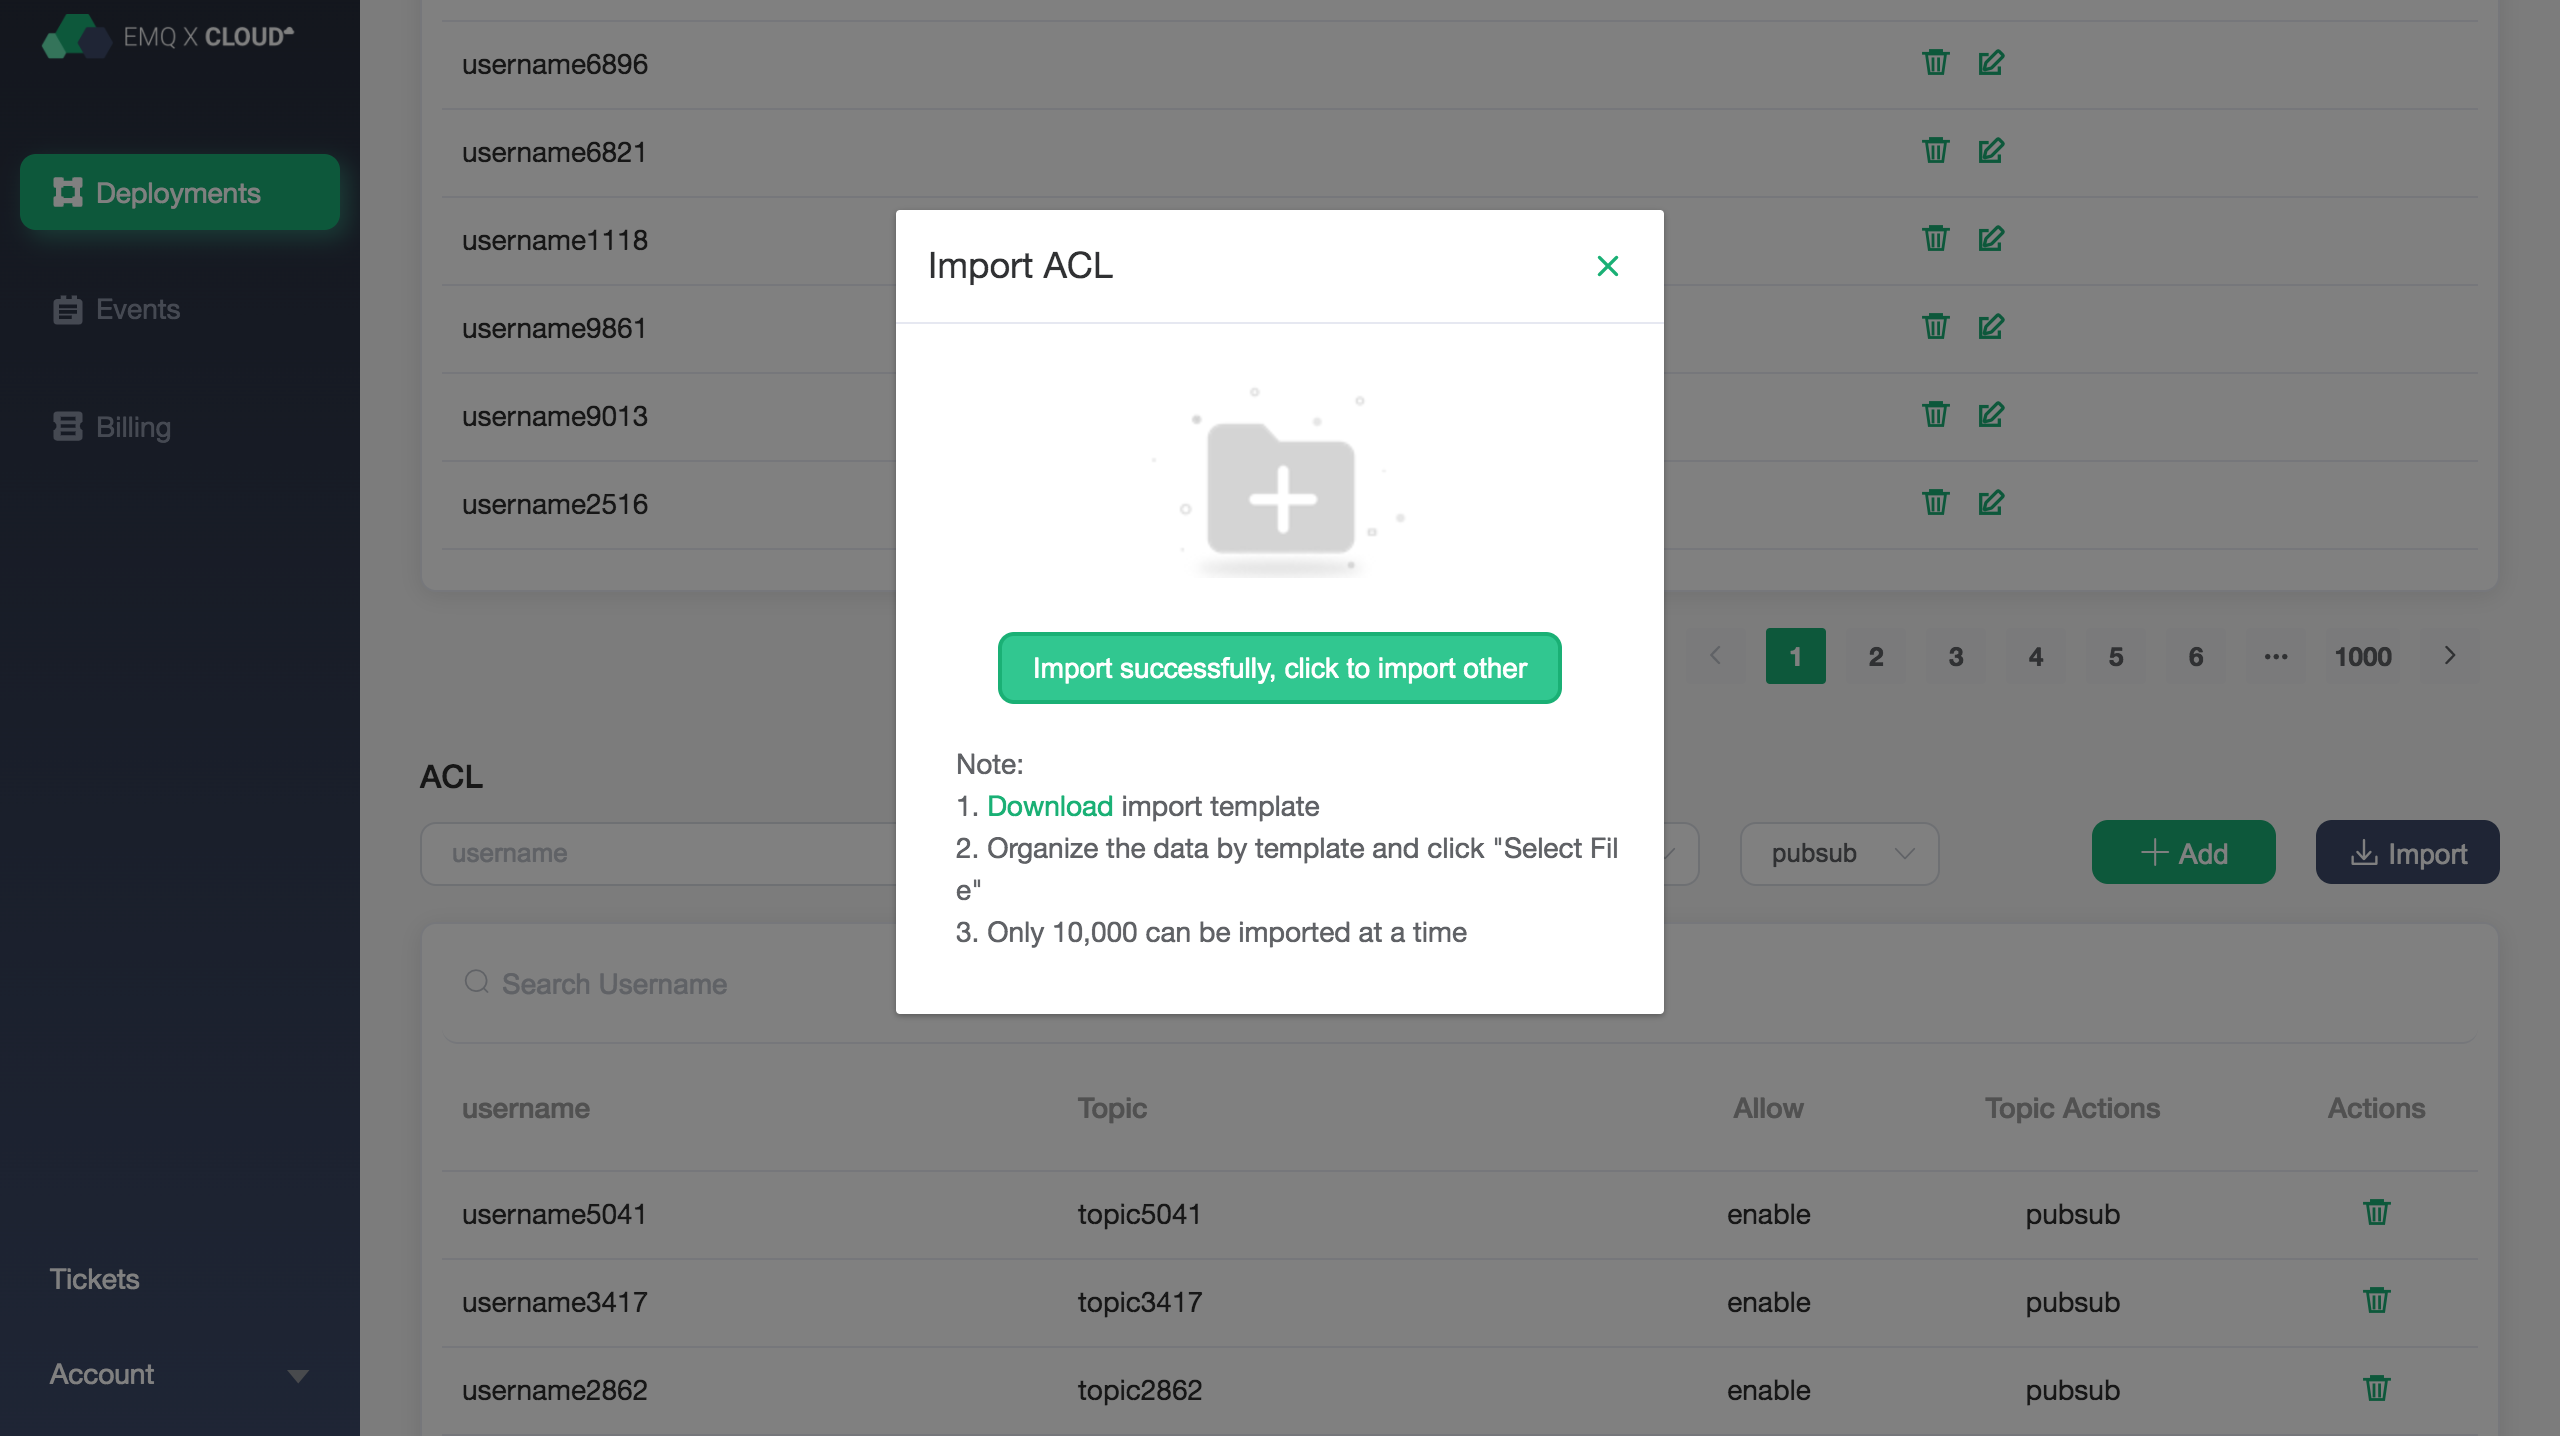 EMQ X CLOUD
Deployments
Events
Billing
Tickets
Account
username6896
username6821
username1118
username9861
username9013
username2516
1 2 3 4 5 6 ••• 1000
ACL
username
pubsub
Add
Import
Search Username
username Topic Allow Topic Actions Actions
username5041 topic5041 enable pubsub
username3417 topic3417 enable pubsub
username2862 topic2862 enable pubsub
Import ACL
Import successfully, click to import other
Note:
1. Download import template
2. Organize the data by template and click "Select Fil
e"
3. Only 10,000 can be imported at a time